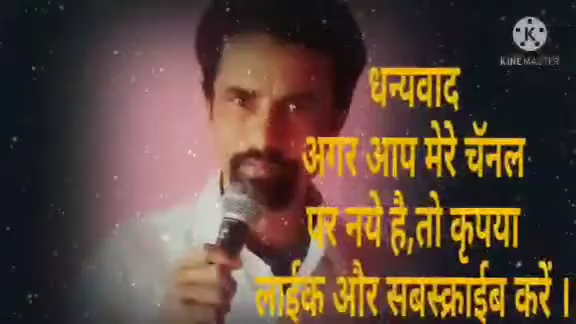 K
KINEMASTER
धन्यवाद
अगर आप मेरे चॅनल
पर नये है,तो कृपया
लाईक और सबस्क्राईब करें ।